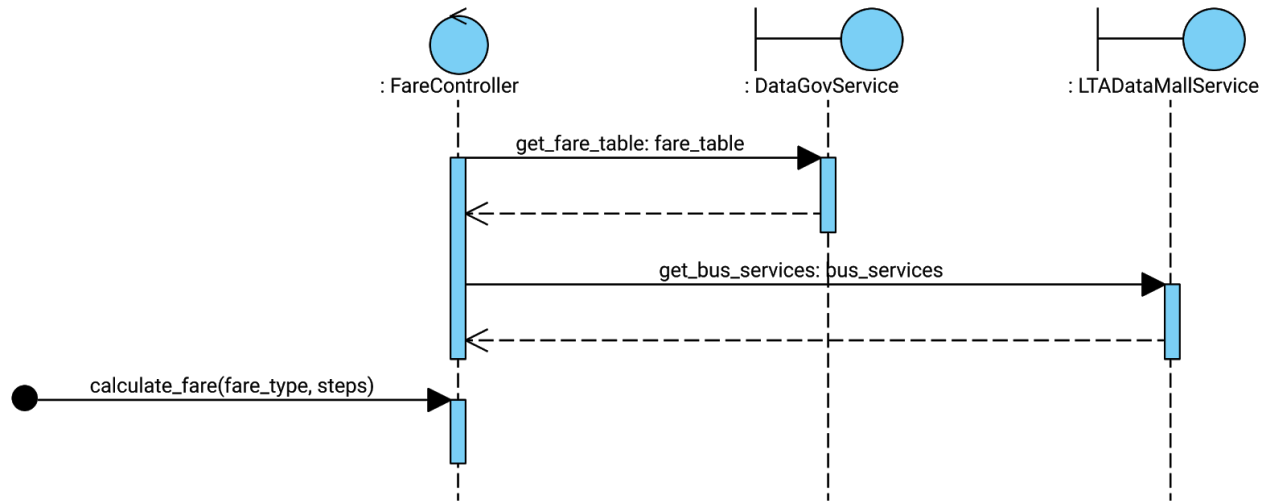 : FareController
: DataGovService
: LTADataMallService
get_fare_table: fare_table
get_bus_services: bus_services
calculate_fare(fare_type, steps)